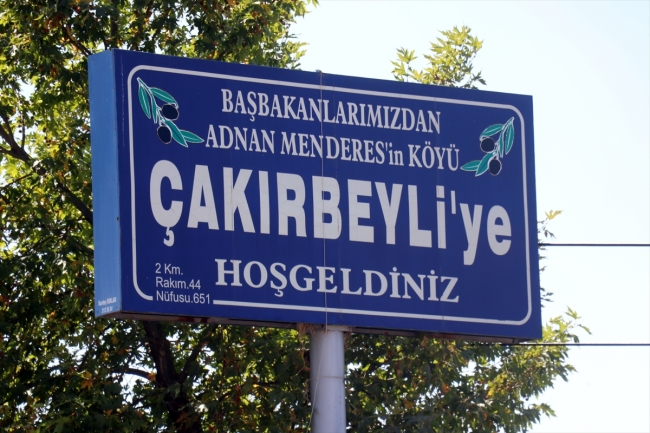 BAŞBAKANLARIMIZDAN
ADNAN MENDERES'in KÖYÜ
ÇAKIRBEYLİ'ye
HOŞGELDİNİZ
2 Km.
Rakım.44
Nüfusu.651